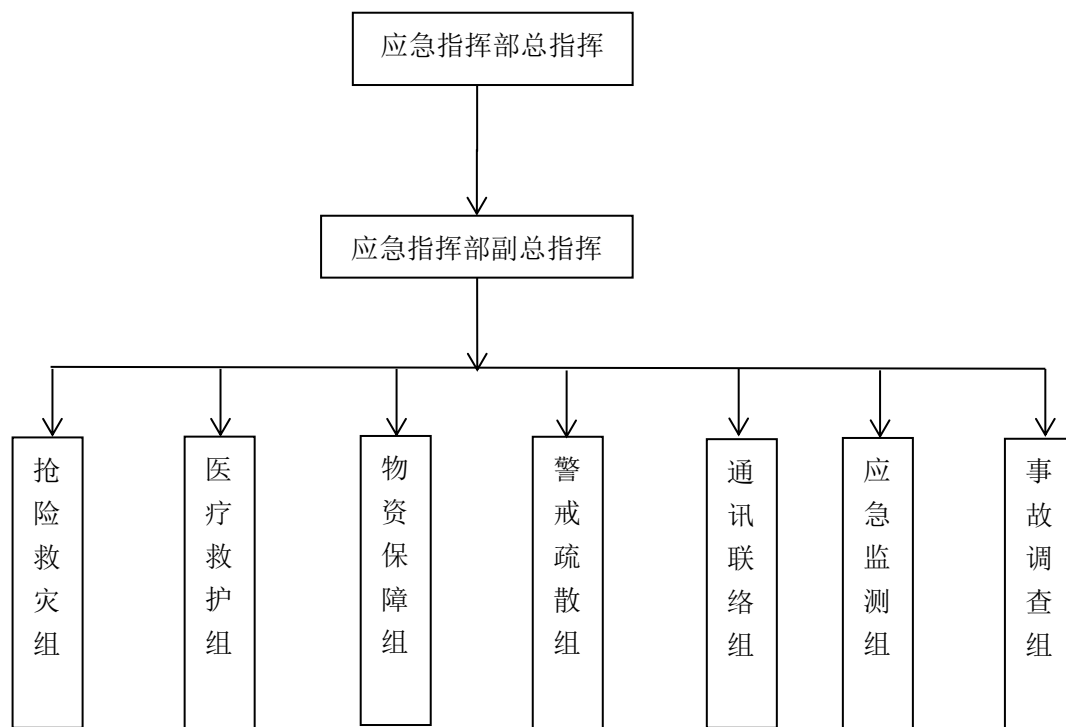 应急指挥部总指挥
应急指挥部副总指挥
抢险救灾组
医疗救护组
物资保障组
警戒疏散组
通讯联络组
应急监测组
事故调查组